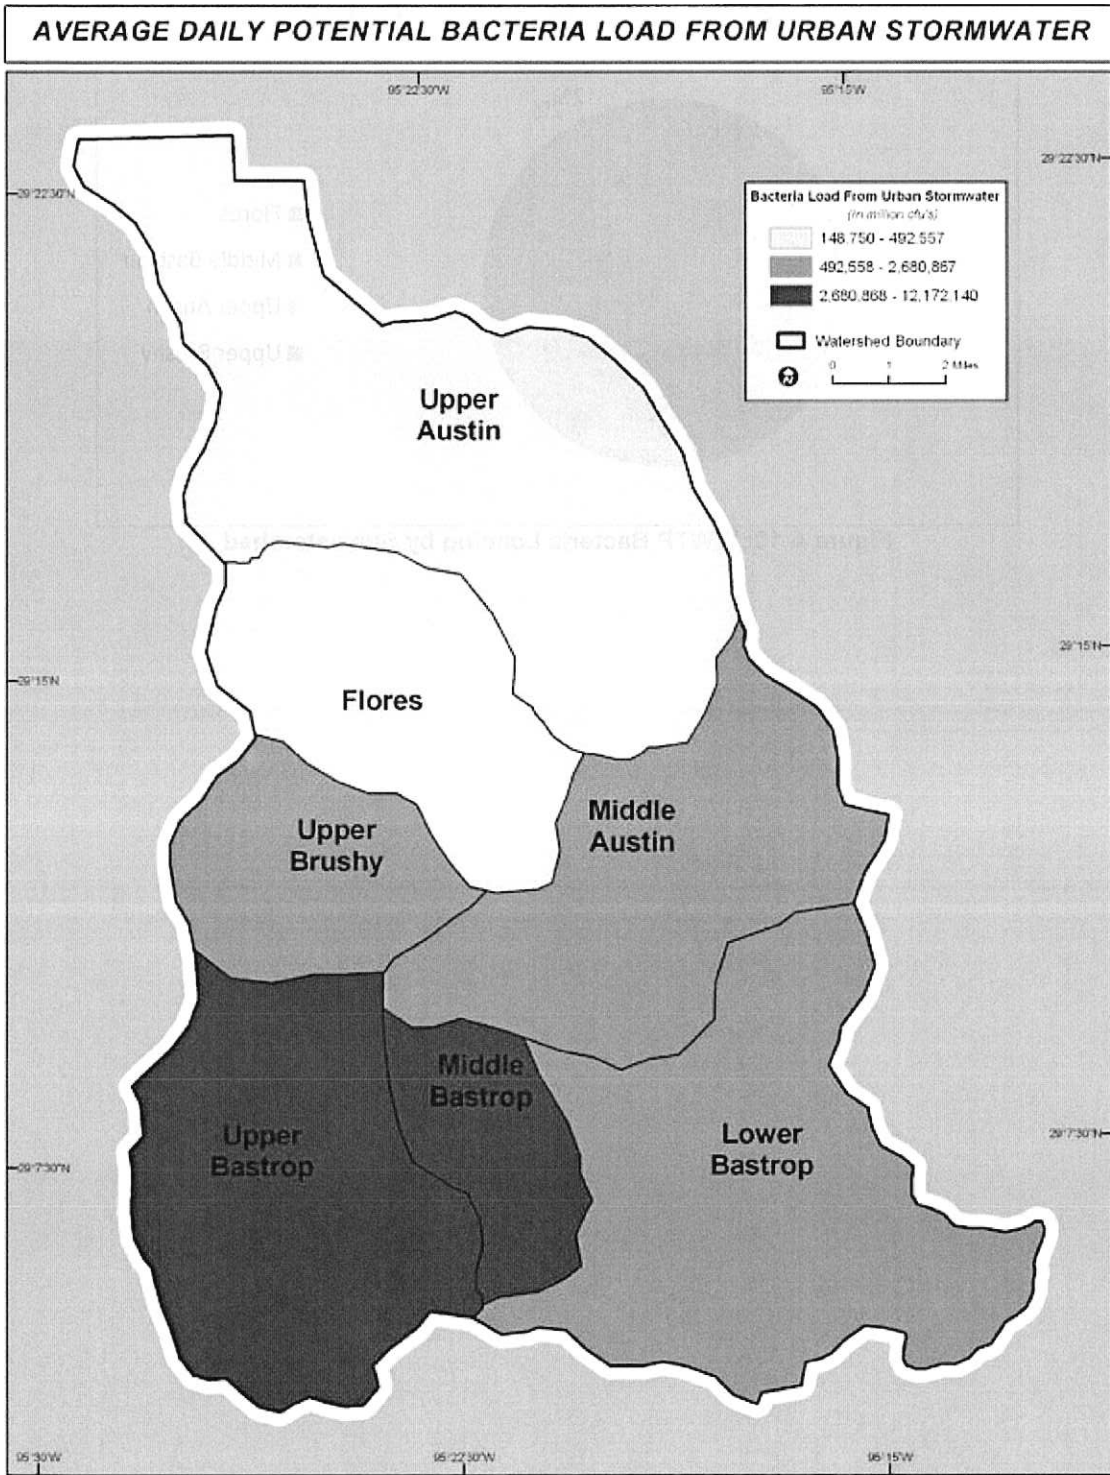 AVERAGE DAILY POTENTIAL BACTERIA LOAD FROM URBAN STORMWATER
95°22'30"W
95°15'W
29°22'30"N
29°22'30"N
Bacteria Load From Urban Stormwater
(in million cfu's)
148,750 - 492,557
492,558 - 2,680,867
2,680,868 - 12,172,140
Watershed Boundary
0 1 2 Miles
N
Upper
Austin
29°15'N
29°15'N
Flores
Upper
Brushy
Middle
Austin
Middle
Bastrop
Upper
Bastrop
Lower
Bastrop
29°7'30"N
29°7'30"N
95°30'W
95°22'30"W
95°15'W